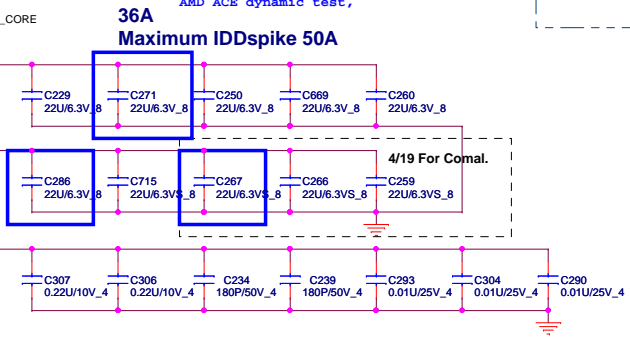 AMD ACE dynamic test,
_CORE
36A
Maximum IDDspike 50A
C229
22U/6.3V_8
C271
22U/6.3V_8
C250
22U/6.3V_8
C669
22U/6.3V_8
C260
22U/6.3V_8
4/19 For Comal.
C286
22U/6.3V_8
C715
22U/6.3VS_8
C267
22U/6.3VS_8
C266
22U/6.3VS_8
C259
22U/6.3VS_8
C307
0.22U/10V_4
C306
0.22U/10V_4
C234
180P/50V_4
C239
180P/50V_4
C293
0.01U/25V_4
C304
0.01U/25V_4
C290
0.01U/25V_4